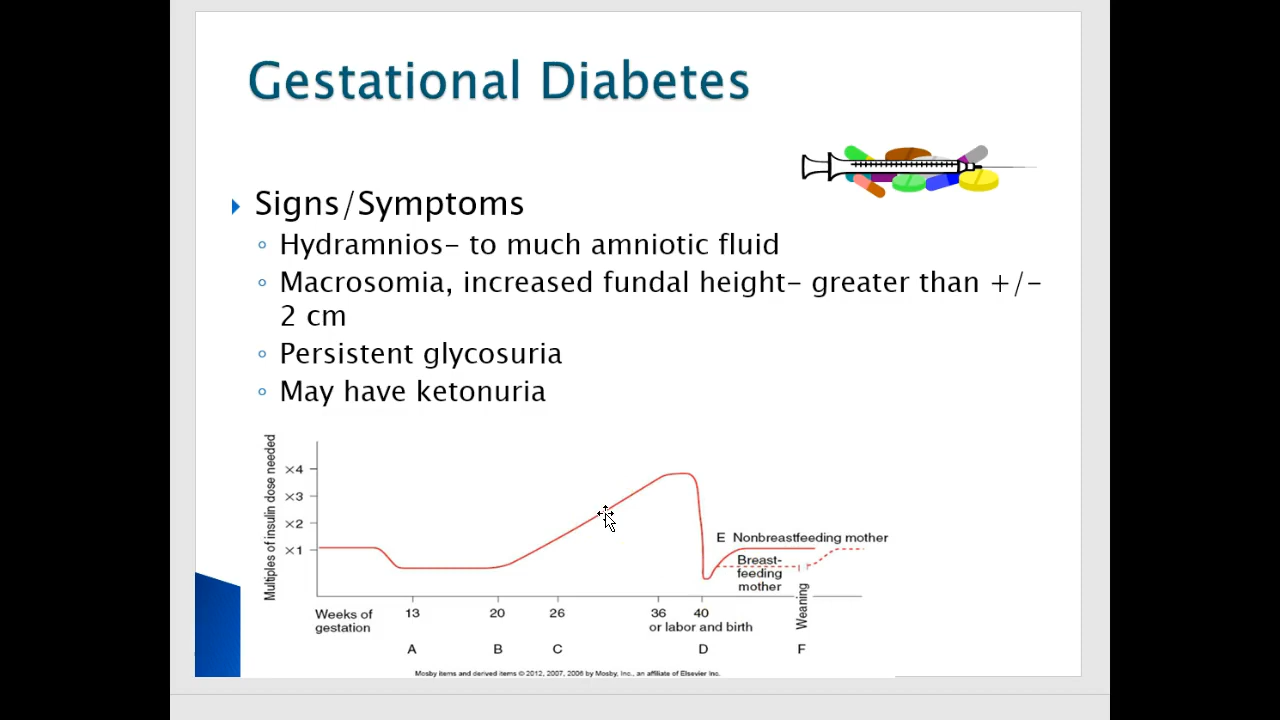 Gestational Diabetes
Signs/Symptoms
Hydramnios- to much amniotic fluid
Macrosomia, increased fundal height- greater than +/-
2 cm
Persistent glycosuria
May have ketonuria
Multiples of insulin dose needed
×4
×3
×2
×1
E Nonbreastfeeding mother
Breast-
feeding
mother
Weaning
Weeks of
gestation
13 20 26 36 40
or labor and birth
A B C D F
Mosby items and derived items © 2012, 2007, 2006 by Mosby, Inc., an affiliate of Elsevier Inc.